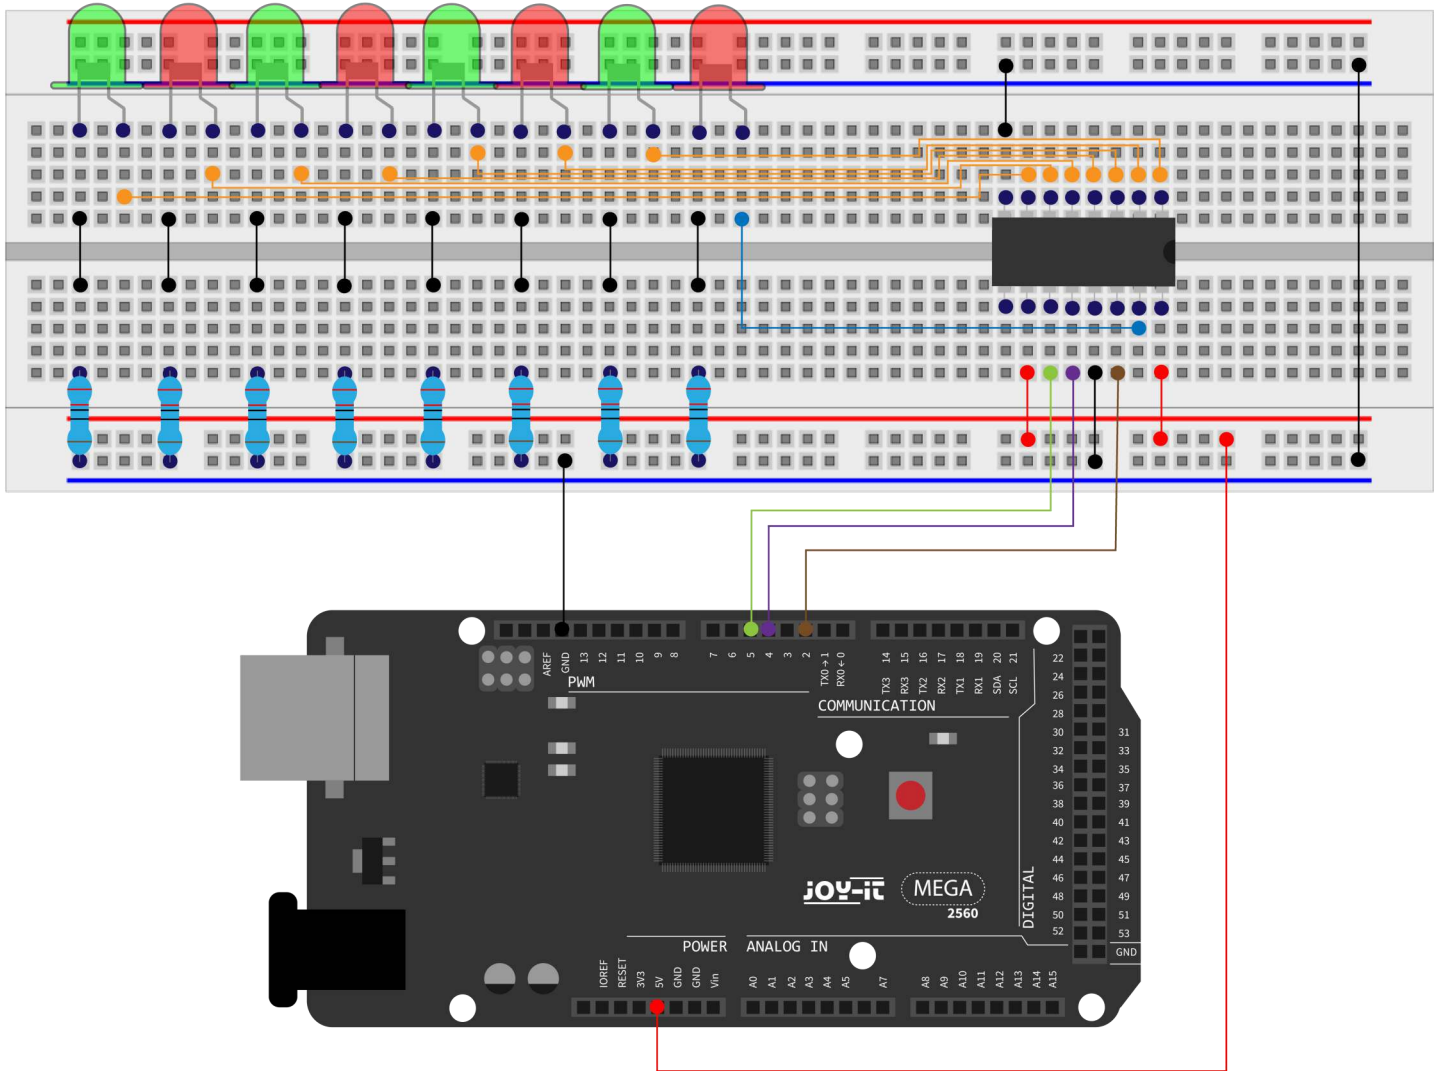 AREF
GND
13
12
11
10
9
8
7
6
5
4
3
2
TX0→1
RX0←0
TX3 14
RX3 15
TX2 16
RX2 17
TX1 18
RX1 19
SDA 20
SCL 21
PWM
COMMUNICATION
22
24
26
28
30 31
32 33
34 35
36 37
38 39
40 41
42 43
44 45
46 47
48 49
50 51
52 53
GND
DIGITAL
JOY-iT
MEGA
2560
POWER
ANALOG IN
IOREF
RESET
3V3
5V
GND
GND
Vin
A0
A1
A2
A3
A4
A5
A7
A8
A9
A10
A11
A12
A13
A14
A15